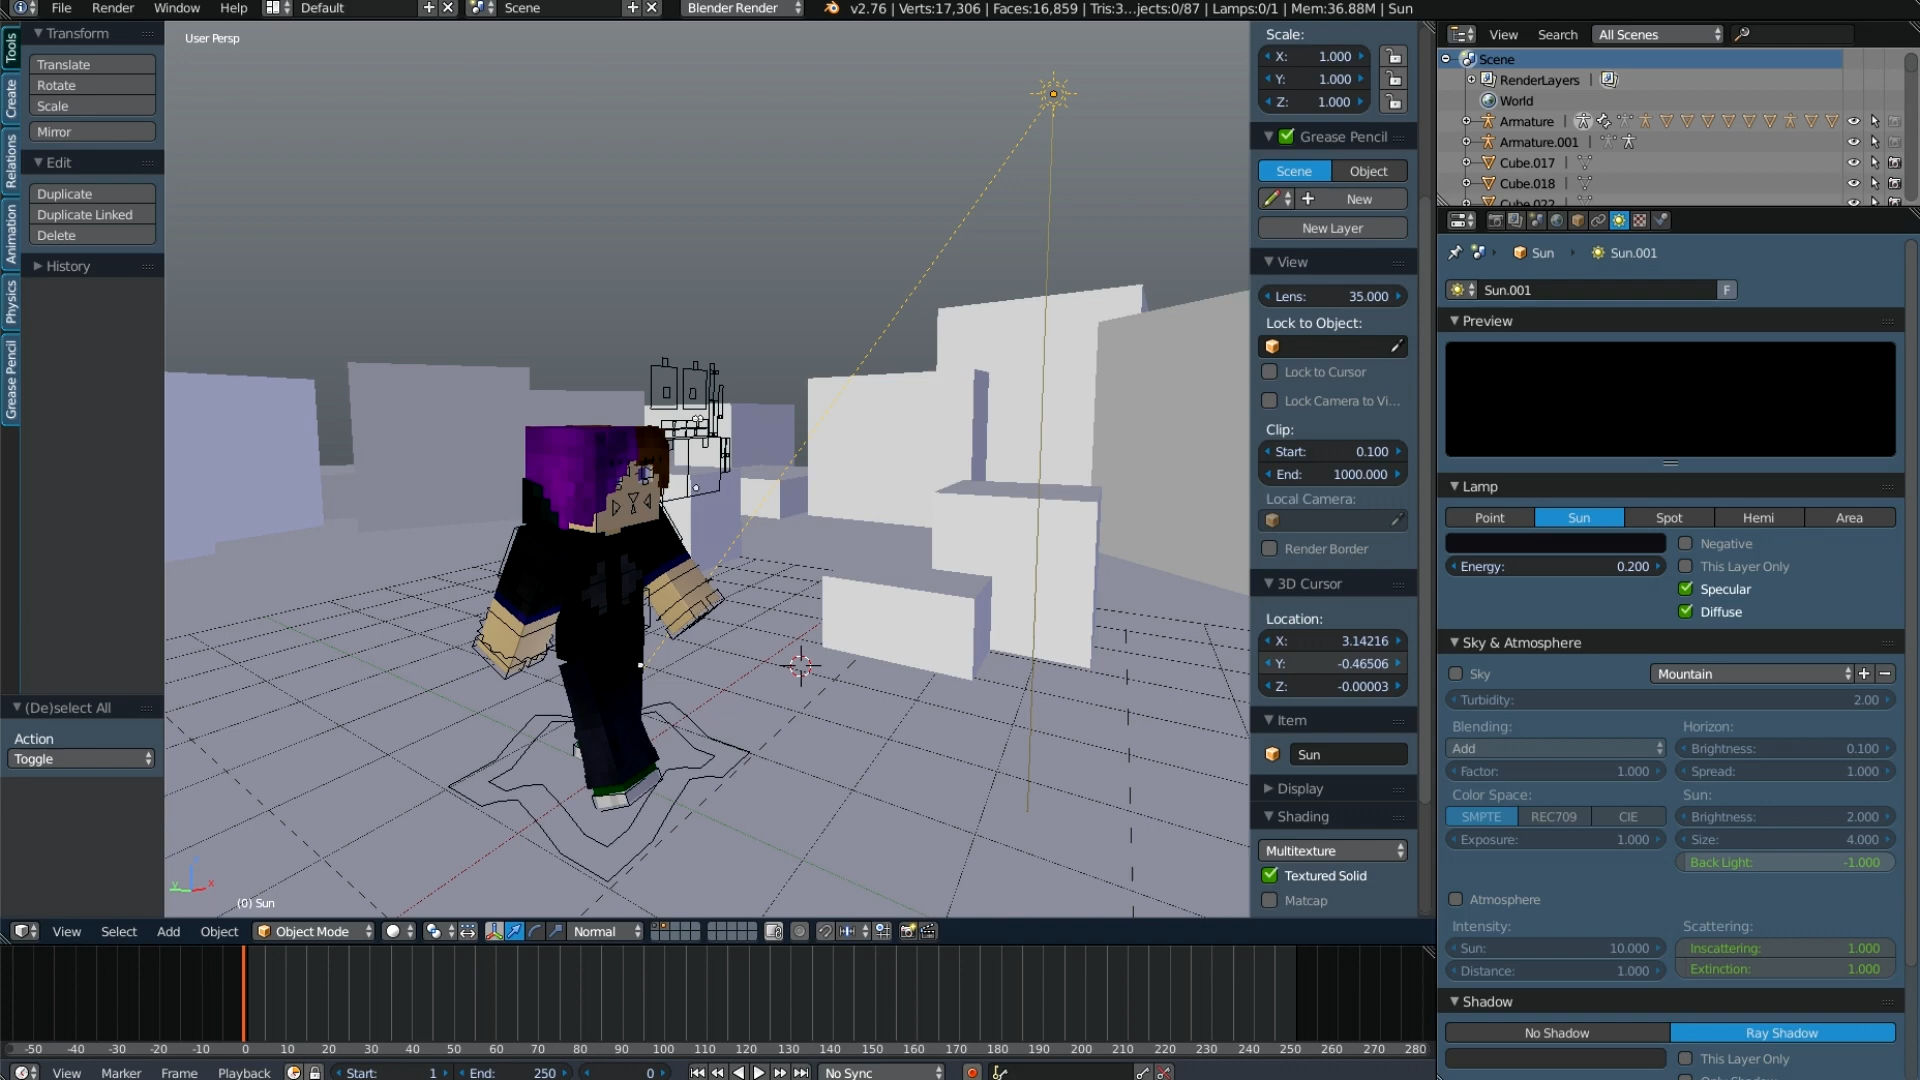 File Render Window Help Default Scene Blender Render v2.76 | Verts:17,306 | Faces:16,859 | Tris:3...jects:0/87 | Lamps:0/1 | Mem:36.88M | Sun
Tools
Create
Relations
Animation
Physics
Grease Pencil
Transform
Translate
Rotate
Scale
Mirror
Edit
Duplicate
Duplicate Linked
Delete
History
(De)select All
Action
Toggle
User Persp
(0) Sun
Scale:
X: 1.000
Y: 1.000
Z: 1.000
Grease Pencil
Scene Object
New
New Layer
View
Lens: 35.000
Lock to Object:
Lock to Cursor
Lock Camera to Vi...
Clip:
Start: 0.100
End: 1000.000
Local Camera:
Render Border
3D Cursor
Location:
X: 3.14216
Y: -0.46506
Z: -0.00003
Item
Sun
Display
Shading
Multitexture
Textured Solid
Matcap
View Search All Scenes
Scene
RenderLayers
World
Armature
Armature.001
Cube.017
Cube.018
Cube.022
Sun Sun.001
Sun.001 F
Preview
Lamp
Point Sun Spot Hemi Area
Negative
Energy: 0.200 This Layer Only
Specular
Diffuse
Sky & Atmosphere
Sky Mountain
Turbidity: 2.00
Blending: Horizon:
Add Brightness: 0.100
Factor: 1.000 Spread: 1.000
Color Space: Sun:
SMPTE REC709 CIE Brightness: 2.000
Exposure: 1.000 Size: 4.000
Back Light: -1.000
Atmosphere
Intensity: Scattering:
Sun: 10.000 Inscattering: 1.000
Distance: 1.000 Extinction: 1.000
Shadow
No Shadow Ray Shadow
This Layer Only
View Select Add Object Object Mode Normal
-50 -40 -30 -20 -10 0 10 20 30 40 50 60 70 80 90 100 110 120 130 140 150 160 170 180 190 200 210 220 230 240 250 260 270 280
View Marker Frame Playback Start: 1 End: 250 0 No Sync